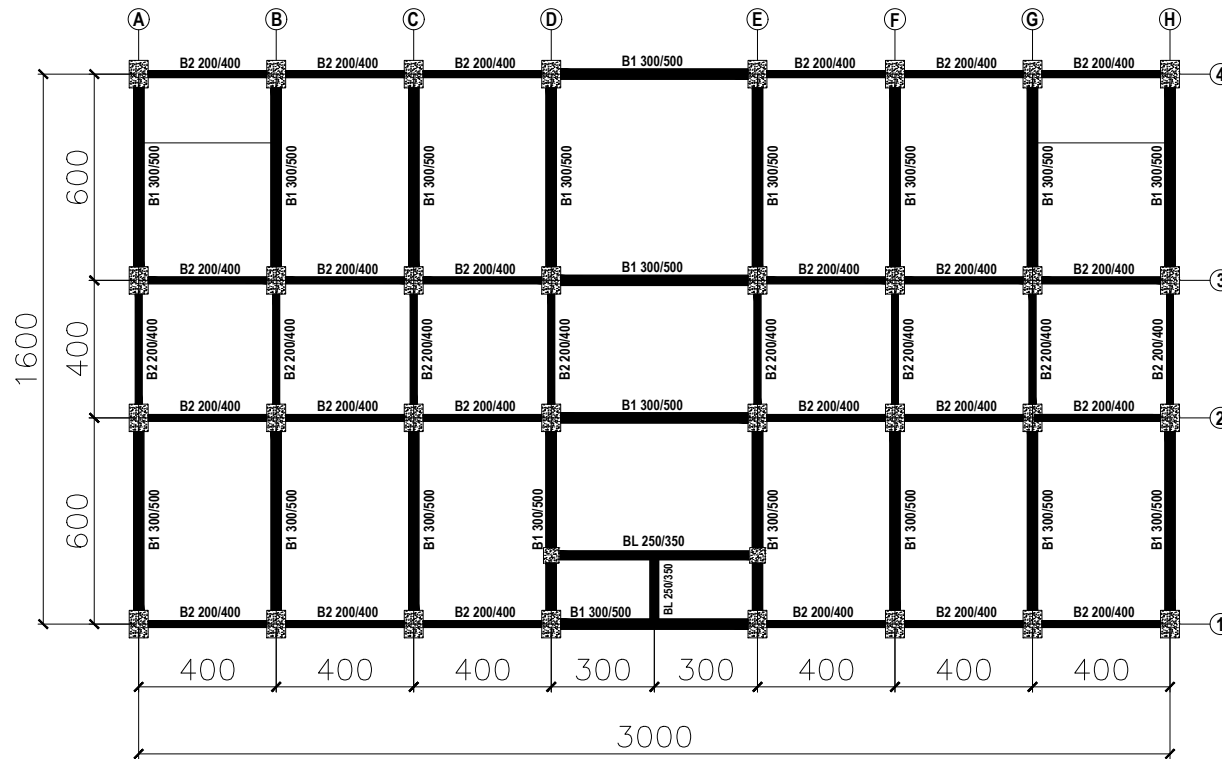 A B C D E F G H
B2 200/400 B2 200/400 B2 200/400 B1 300/500 B2 200/400 B2 200/400 B2 200/400
4
B1 300/500 B1 300/500 B1 300/500 B1 300/500 B1 300/500 B1 300/500 B1 300/500 B1 300/500
600
B2 200/400 B2 200/400 B2 200/400 B1 300/500 B2 200/400 B2 200/400 B2 200/400
3
1600
400
B2 200/400 B2 200/400 B2 200/400 B2 200/400 B2 200/400 B2 200/400 B2 200/400 B2 200/400
B2 200/400 B2 200/400 B2 200/400 B1 300/500 B2 200/400 B2 200/400 B2 200/400
2
600
B1 300/500 B1 300/500 B1 300/500 B1 300/500 B1 300/500 B1 300/500 B1 300/500 B1 300/500
BL 250/350
BL 250/350
B2 200/400 B2 200/400 B2 200/400 B1 300/500 B2 200/400 B2 200/400 B2 200/400
1
400 400 400 300 300 400 400 400
3000